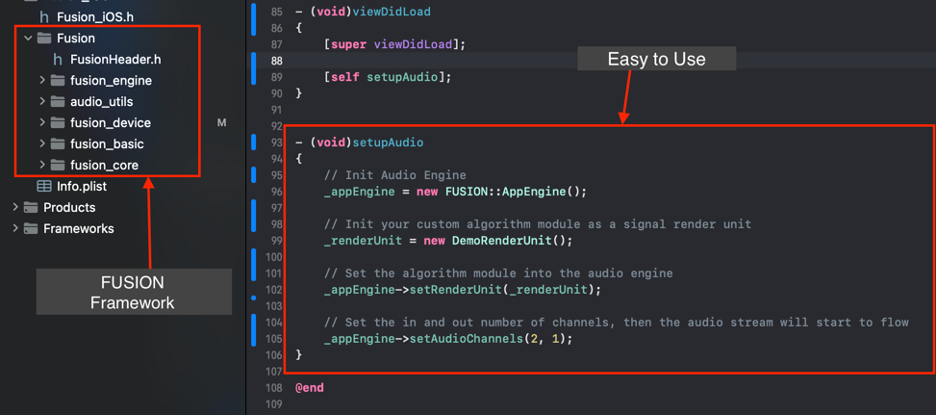 Fusion_iOS.h
Fusion
FusionHeader.h
fusion_engine
audio_utils
fusion_device M
fusion_basic
fusion_core
Info.plist
Products
Frameworks
FUSION
Framework
85 - (void)viewDidLoad
86 {
87 [super viewDidLoad];
88
Easy to Use
89 [self setupAudio];
90 }
91
92
93 - (void)setupAudio
94 {
95 // Init Audio Engine
96 _appEngine = new FUSION::AppEngine();
97
98 // Init your custom algorithm module as a signal render unit
99 _renderUnit = new DemoRenderUnit();
100
101 // Set the algorithm module into the audio engine
102 _appEngine->setRenderUnit(_renderUnit);
103
104 // Set the in and out number of channels, then the audio stream will start to flow
105 _appEngine->setAudioChannels(2, 1);
106 }
107
108 @end
109